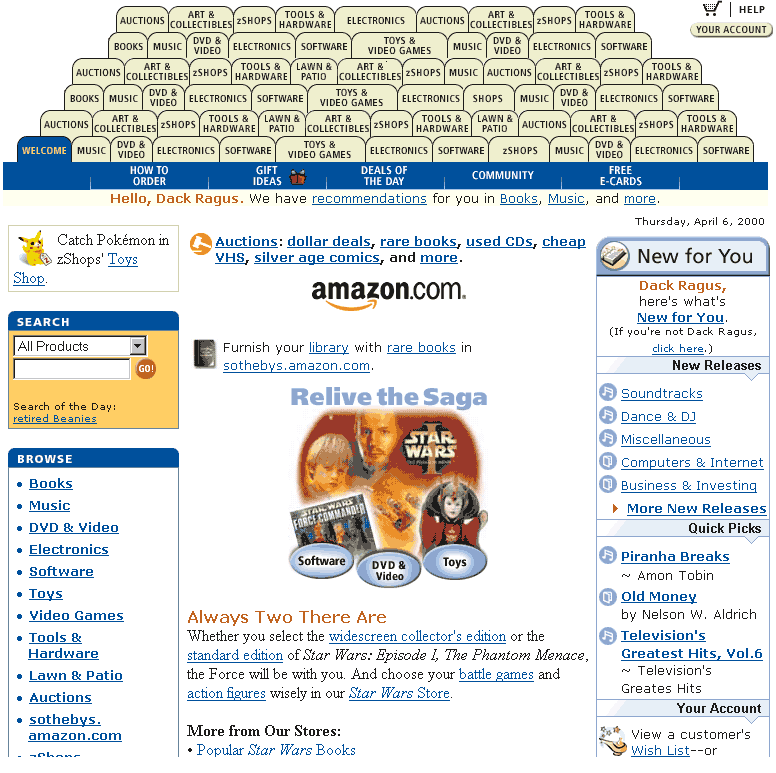 AUCTIONS ART & COLLECTIBLES zSHOPS TOOLS & HARDWARE ELECTRONICS AUCTIONS ART & COLLECTIBLES zSHOPS TOOLS & HARDWARE
HELP
YOUR ACCOUNT
BOOKS MUSIC DVD & VIDEO ELECTRONICS SOFTWARE TOYS & VIDEO GAMES MUSIC DVD & VIDEO ELECTRONICS SOFTWARE
AUCTIONS ART & COLLECTIBLES zSHOPS TOOLS & HARDWARE LAWN & PATIO ART & COLLECTIBLES zSHOPS MUSIC AUCTIONS ART & COLLECTIBLES zSHOPS TOOLS & HARDWARE
BOOKS MUSIC DVD & VIDEO ELECTRONICS SOFTWARE TOYS & VIDEO GAMES ELECTRONICS SHOPS MUSIC DVD & VIDEO ELECTRONICS SOFTWARE
AUCTIONS ART & COLLECTIBLES zSHOPS TOOLS & HARDWARE LAWN & PATIO ART & COLLECTIBLES zSHOPS TOOLS & HARDWARE LAWN & PATIO AUCTIONS ART & COLLECTIBLES zSHOPS TOOLS & HARDWARE
WELCOME MUSIC DVD & VIDEO ELECTRONICS SOFTWARE TOYS & VIDEO GAMES ELECTRONICS SOFTWARE zSHOPS MUSIC DVD & VIDEO ELECTRONICS SOFTWARE
HOW TO ORDER GIFT IDEAS DEALS OF THE DAY COMMUNITY FREE E-CARDS
Hello, Dack Ragus. We have recommendations for you in Books, Music, and more.
Thursday, April 6, 2000
Catch Pokémon in
zShops' Toys
Shop.
SEARCH
All Products
GO!
Search of the Day:
retired Beanies
BROWSE
• Books
• Music
• DVD & Video
• Electronics
• Software
• Toys
• Video Games
• Tools &
Hardware
• Lawn & Patio
• Auctions
• sothebys.
amazon.com
• zShops
Auctions: dollar deals, rare books, used CDs, cheap
VHS, silver age comics, and more.
amazon.com.
Furnish your library with rare books in
sothebys.amazon.com.
Relive the Saga
STAR WARS
STAR WARS
FORCE COMMANDER
Software
DVD & Video
Toys
Always Two There Are
Whether you select the widescreen collector's edition or the
standard edition of Star Wars: Episode I, The Phantom Menace,
the Force will be with you. And choose your battle games and
action figures wisely in our Star Wars Store.
More from Our Stores:
• Popular Star Wars Books
New for You
Dack Ragus,
here's what's
New for You.
(If you're not Dack Ragus,
click here.)
New Releases
Soundtracks
Dance & DJ
Miscellaneous
Computers & Internet
Business & Investing
More New Releases
Quick Picks
Piranha Breaks
~ Amon Tobin
Old Money
by Nelson W. Aldrich
Television's
Greatest Hits, Vol.6
~ Television's
Greates Hits
Your Account
View a customer's
Wish List--or